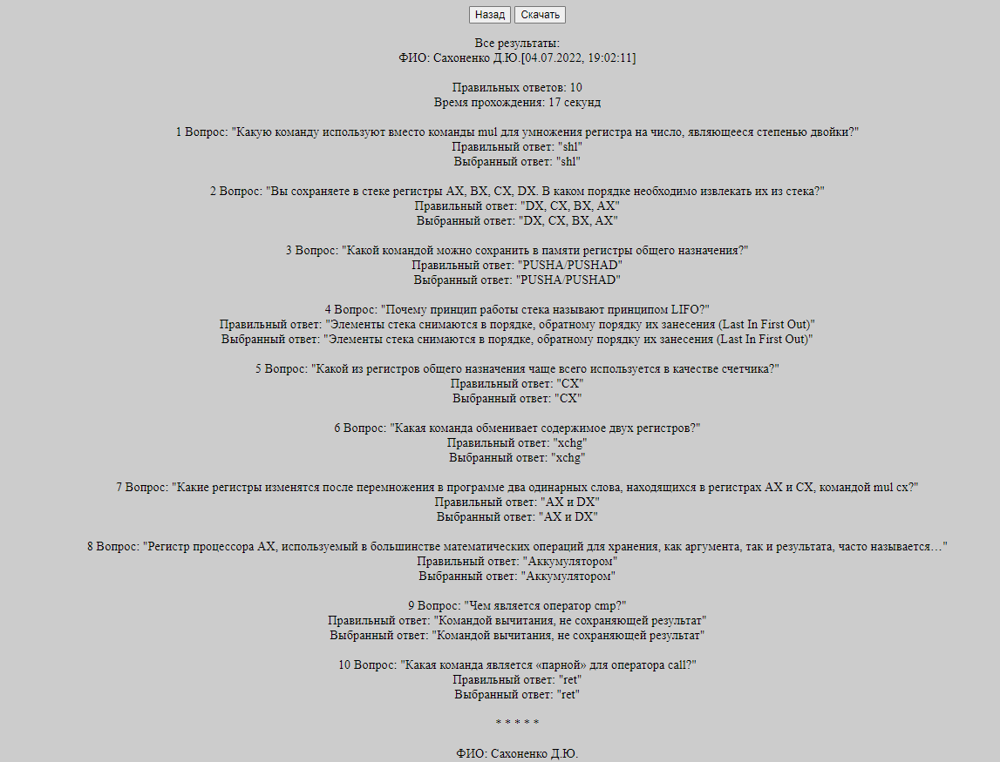 Назад Скачать
Все результаты:
ФИО: Сахоненко Д.Ю.[04.07.2022, 19:02:11]
Правильных ответов: 10
Время прохождения: 17 секунд
1 Вопрос: "Какую команду используют вместо команды mul для умножения регистра на число, являющееся степенью двойки?"
Правильный ответ: "shl"
Выбранный ответ: "shl"
2 Вопрос: "Вы сохраняете в стеке регистры AX, BX, CX, DX. В каком порядке необходимо извлекать их из стека?"
Правильный ответ: "DX, CX, BX, AX"
Выбранный ответ: "DX, CX, BX, AX"
3 Вопрос: "Какой командой можно сохранить в памяти регистры общего назначения?"
Правильный ответ: "PUSHA/PUSHAD"
Выбранный ответ: "PUSHA/PUSHAD"
4 Вопрос: "Почему принцип работы стека называют принципом LIFO?"
Правильный ответ: "Элементы стека снимаются в порядке, обратному порядку их занесения (Last In First Out)"
Выбранный ответ: "Элементы стека снимаются в порядке, обратному порядку их занесения (Last In First Out)"
5 Вопрос: "Какой из регистров общего назначения чаще всего используется в качестве счетчика?"
Правильный ответ: "CX"
Выбранный ответ: "CX"
6 Вопрос: "Какая команда обменивает содержимое двух регистров?"
Правильный ответ: "xchg"
Выбранный ответ: "xchg"
7 Вопрос: "Какие регистры изменятся после перемножения в программе два одинарных слова, находящихся в регистрах AX и CX, командой mul cx?"
Правильный ответ: "AX и DX"
Выбранный ответ: "AX и DX"
8 Вопрос: "Регистр процессора AX, используемый в большинстве математических операций для хранения, как аргумента, так и результата, часто называется…"
Правильный ответ: "Аккумулятором"
Выбранный ответ: "Аккумулятором"
9 Вопрос: "Чем является оператор cmp?"
Правильный ответ: "Командой вычитания, не сохраняющей результат"
Выбранный ответ: "Командой вычитания, не сохраняющей результат"
10 Вопрос: "Какая команда является «парной» для оператора call?"
Правильный ответ: "ret"
Выбранный ответ: "ret"
* * * * *
ФИО: Сахоненко Д.Ю.